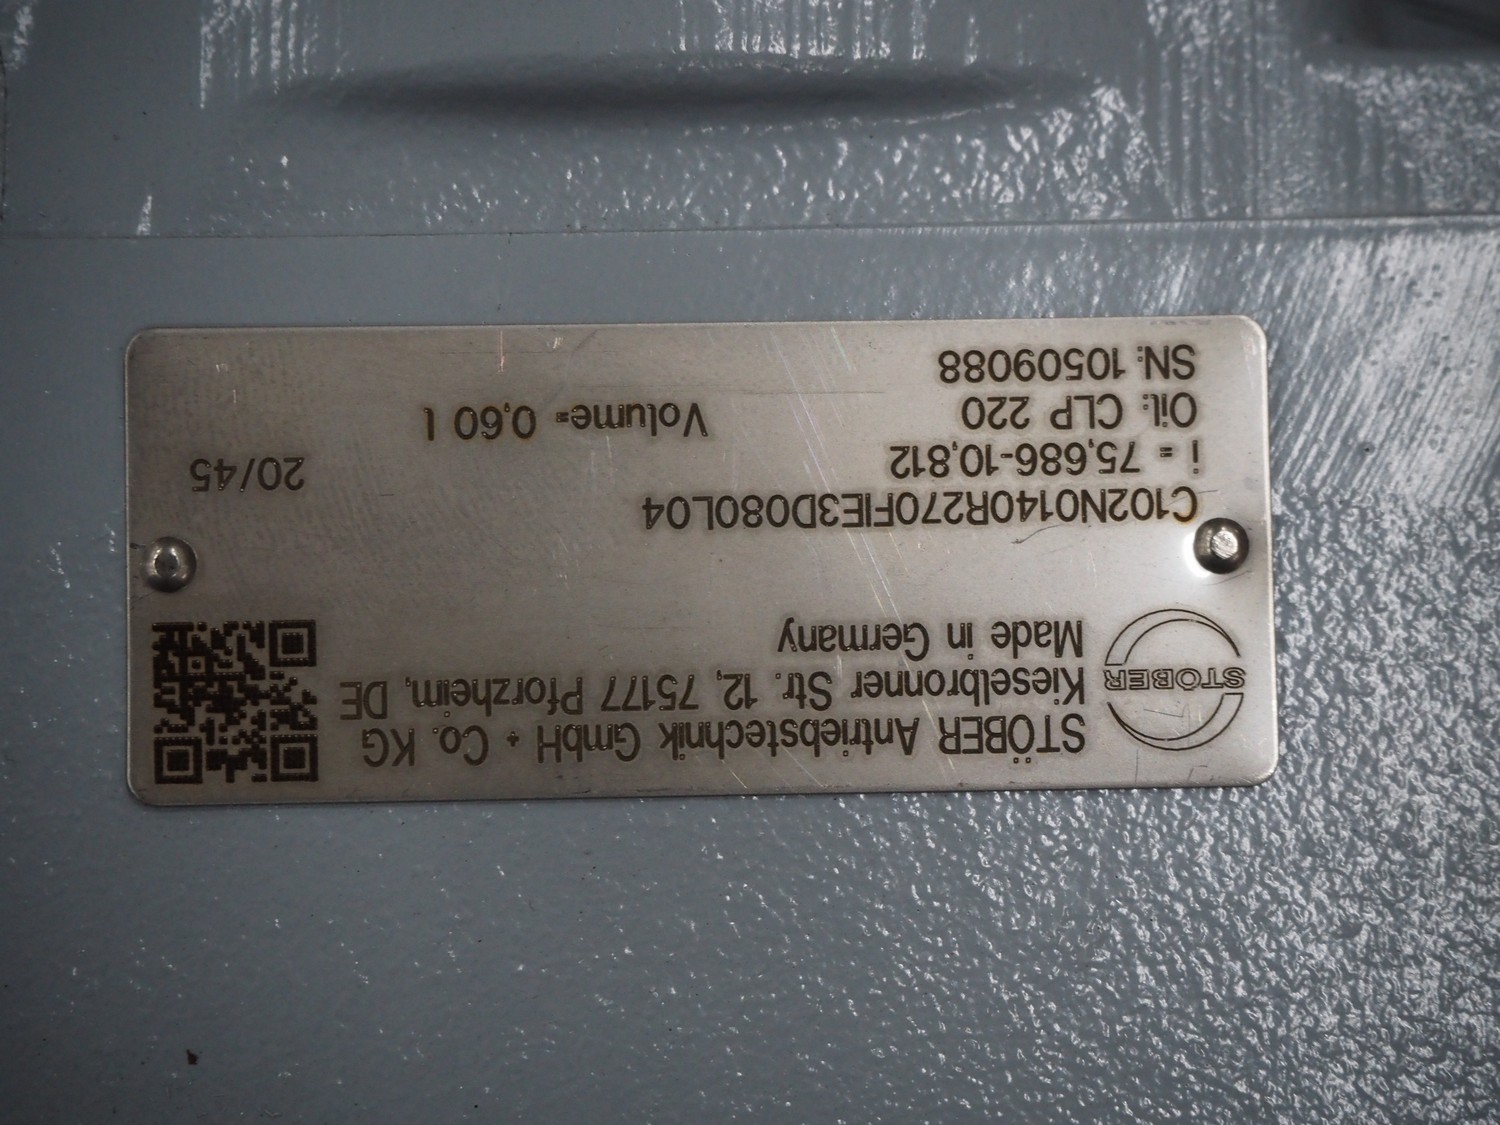 STÖBER
STÖBER Antriebstechnik GmbH + Co. KG
Kieselbronner Str. 12, 75177 Pforzheim, DE
Made in Germany
C102N0140R270FIE3D080L04
i = 75,686-10,812 20/45
Oil: CLP 220 Volume= 0,60 l
SN: 10509088